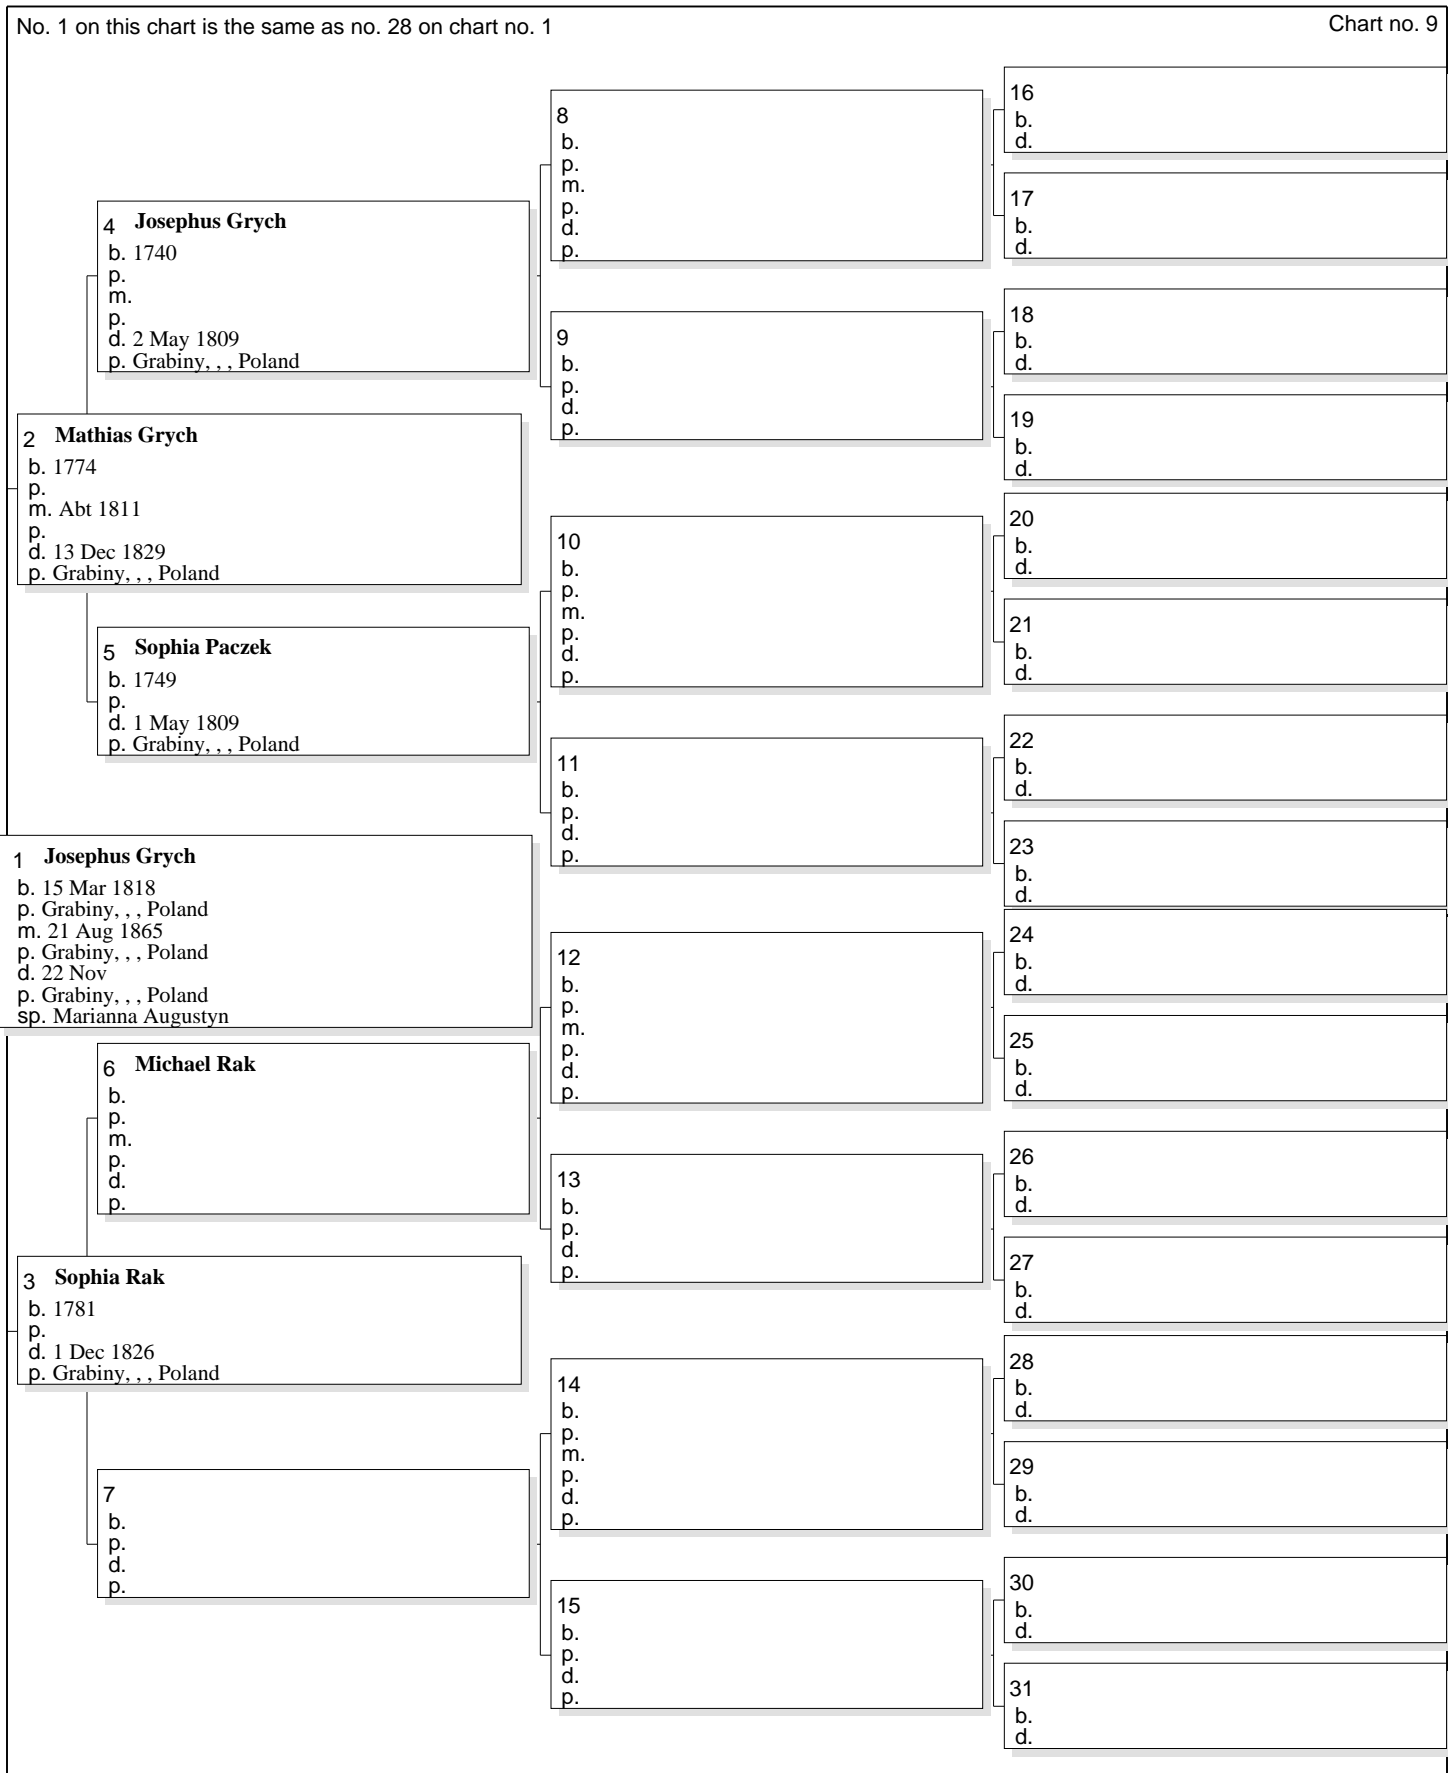 No. 1 on this chart is the same as no. 28 on chart no. 1
Chart no. 9
16
b.
d.
8
b.
p.
m.
p.
d.
p.
17
b.
d.
4 Josephus Grych
b. 1740
p.
m.
p.
d. 2 May 1809
p. Grabiny, , , Poland
18
b.
d.
9
b.
p.
d.
p.
19
b.
d.
2 Mathias Grych
b. 1774
p.
m. Abt 1811
p.
d. 13 Dec 1829
p. Grabiny, , , Poland
20
b.
d.
10
b.
p.
m.
p.
d.
p.
21
b.
d.
5 Sophia Paczek
b. 1749
p.
d. 1 May 1809
p. Grabiny, , , Poland
22
b.
d.
11
b.
p.
d.
p.
23
b.
d.
1 Josephus Grych
b. 15 Mar 1818
p. Grabiny, , , Poland
m. 21 Aug 1865
p. Grabiny, , , Poland
d. 22 Nov
p. Grabiny, , , Poland
sp. Marianna Augustyn
24
b.
d.
12
b.
p.
m.
p.
d.
p.
25
b.
d.
6 Michael Rak
b.
p.
m.
p.
d.
p.
26
b.
d.
13
b.
p.
d.
p.
27
b.
d.
3 Sophia Rak
b. 1781
p.
d. 1 Dec 1826
p. Grabiny, , , Poland
28
b.
d.
14
b.
p.
m.
p.
d.
p.
29
b.
d.
7
b.
p.
d.
p.
30
b.
d.
15
b.
p.
d.
p.
31
b.
d.